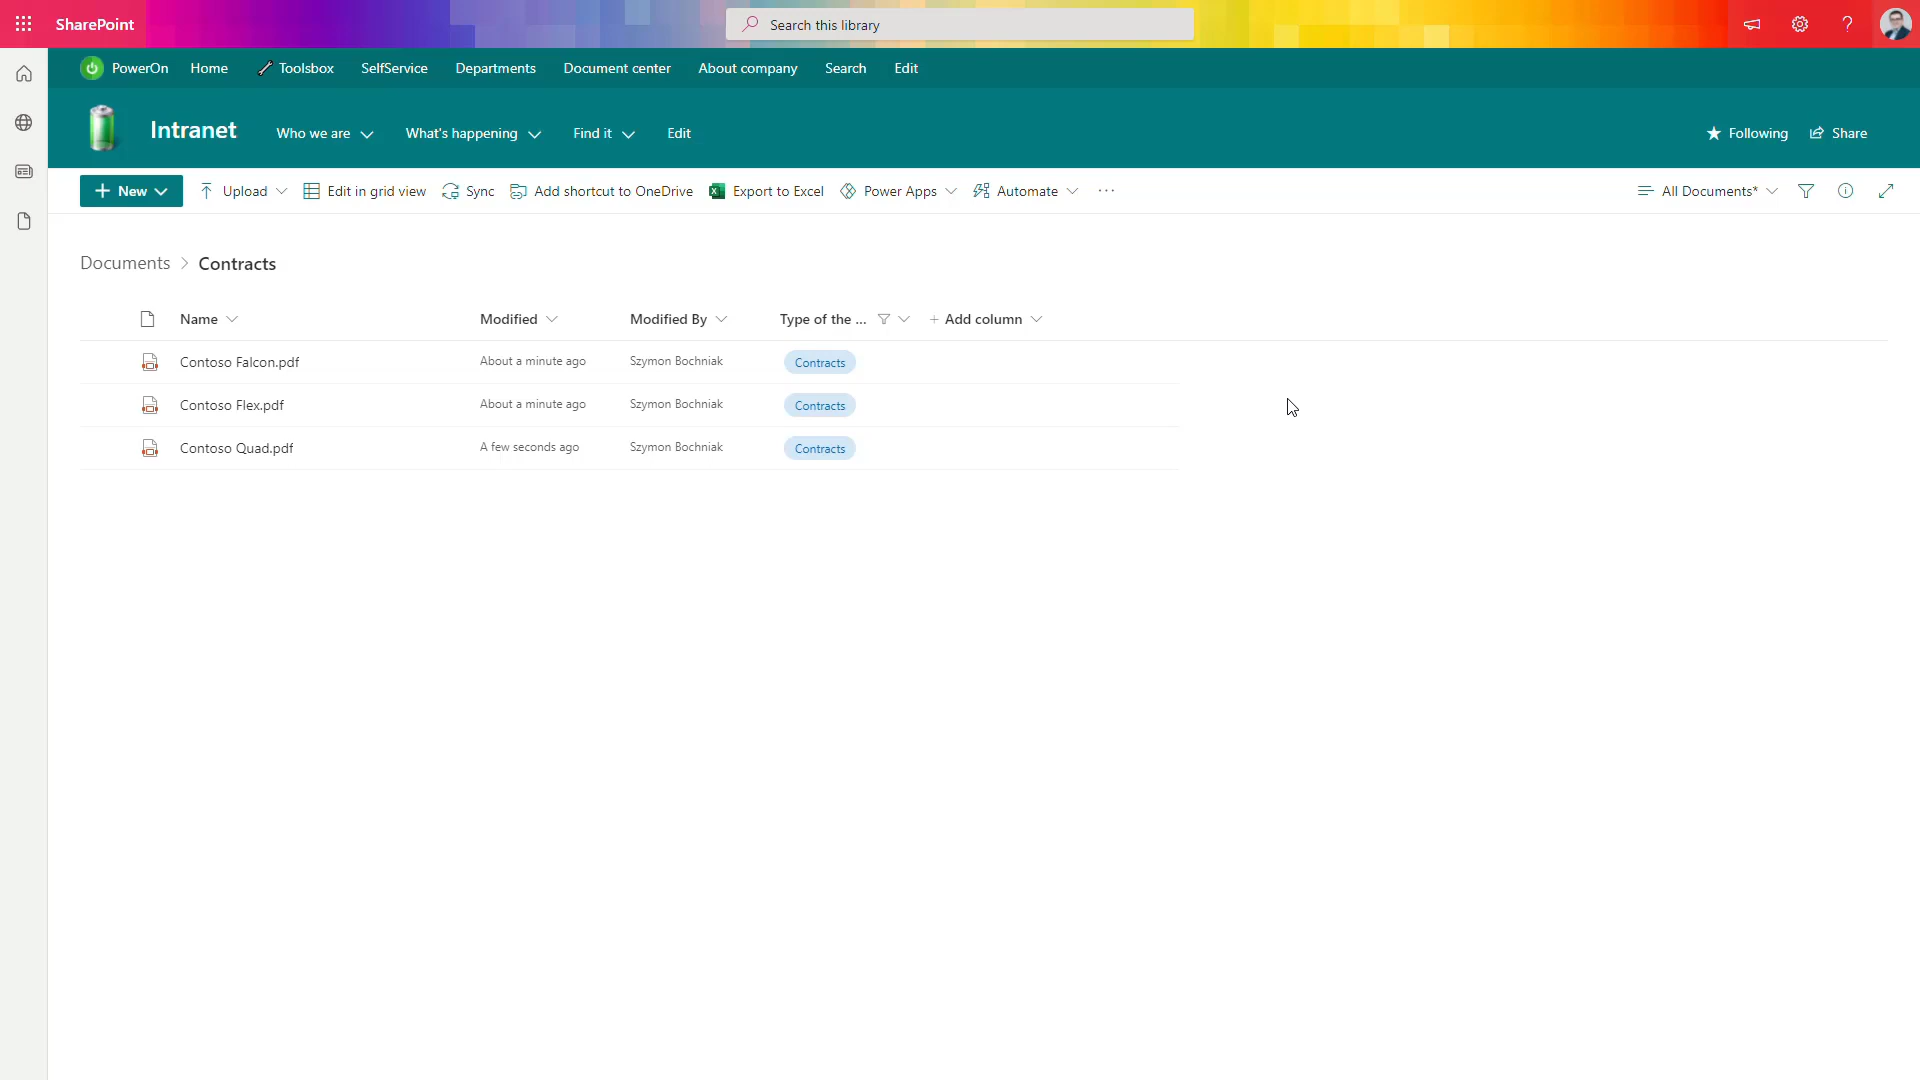 SharePoint
Search this library
?
PowerOn Home Toolsbox SelfService Departments Document center About company Search Edit
Intranet Who we are What's happening Find it Edit Following Share
+ New Upload Edit in grid view Sync Add shortcut to OneDrive Export to Excel Power Apps Automate ... All Documents*
Documents > Contracts
Name Modified Modified By Type of the ... + Add column
Contoso Falcon.pdf About a minute ago Szymon Bochniak Contracts
Contoso Flex.pdf About a minute ago Szymon Bochniak Contracts
Contoso Quad.pdf A few seconds ago Szymon Bochniak Contracts